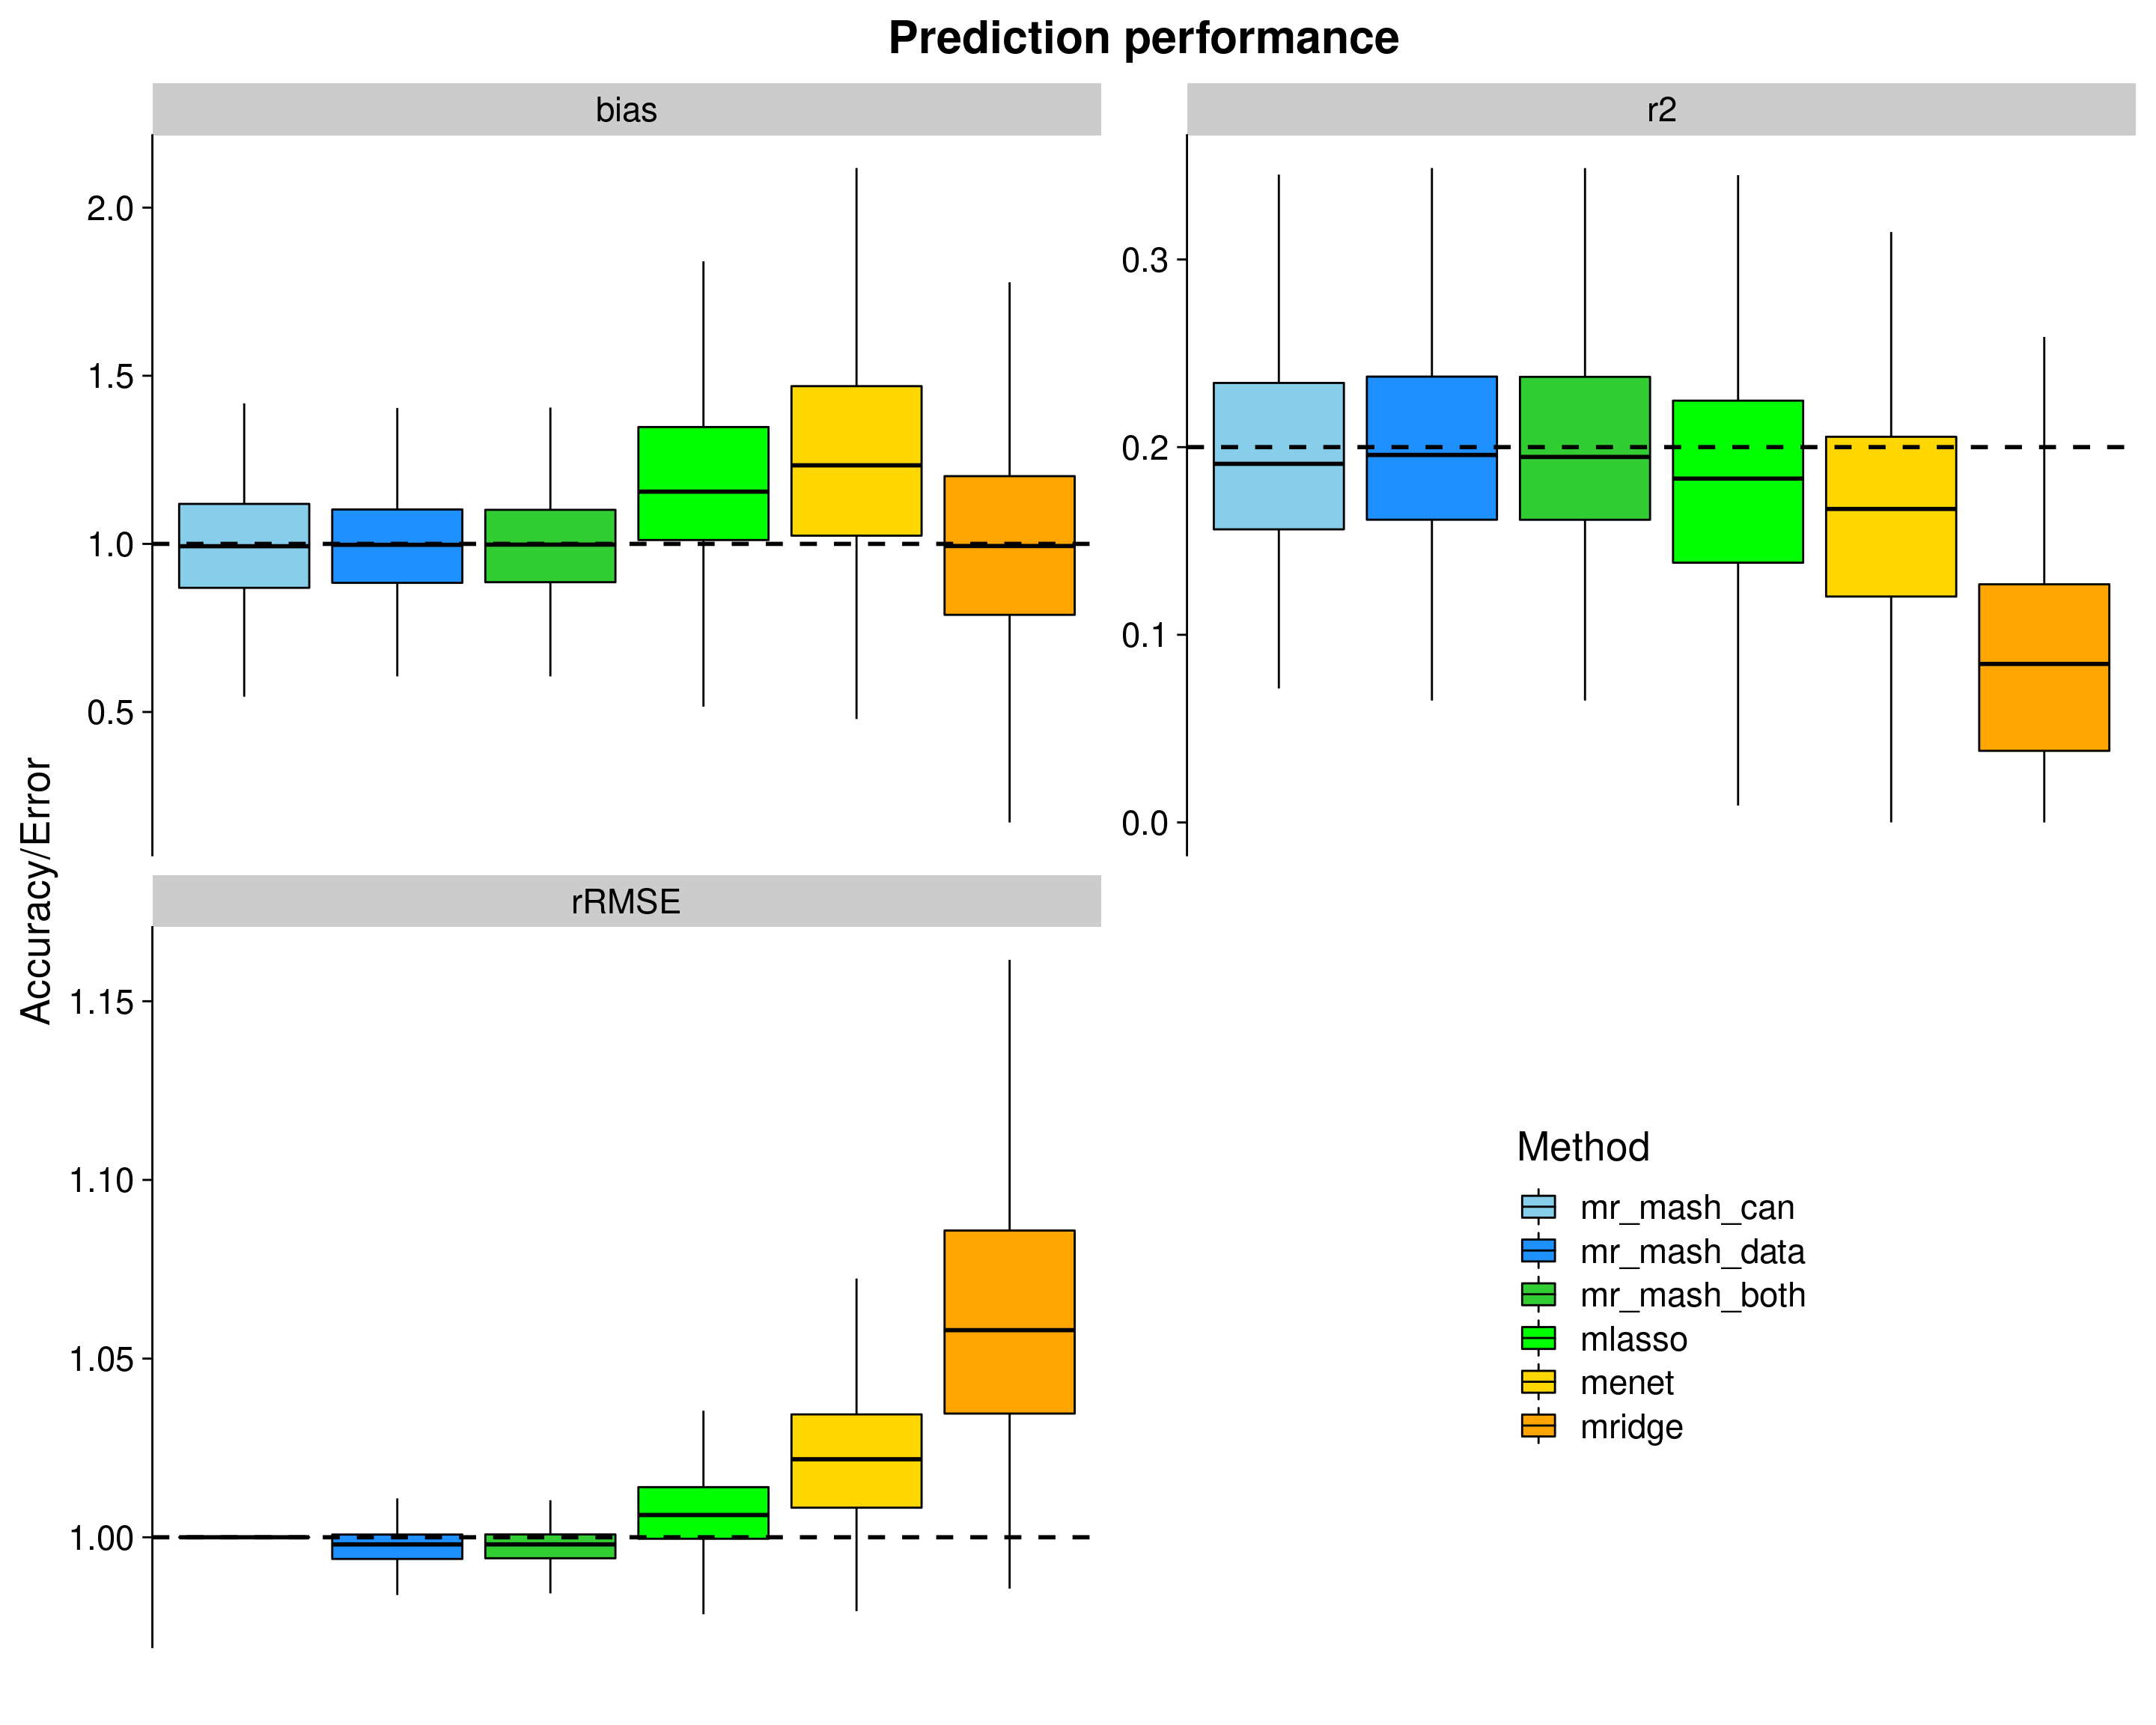 Prediction performance
bias
r2
2.0
1.5
1.0
0.5
0.3
0.2
0.1
0.0
Accuracy/Error
rRMSE
1.15
1.10
1.05
1.00
Method
mr_mash_can
mr_mash_data
mr_mash_both
mlasso
menet
mridge